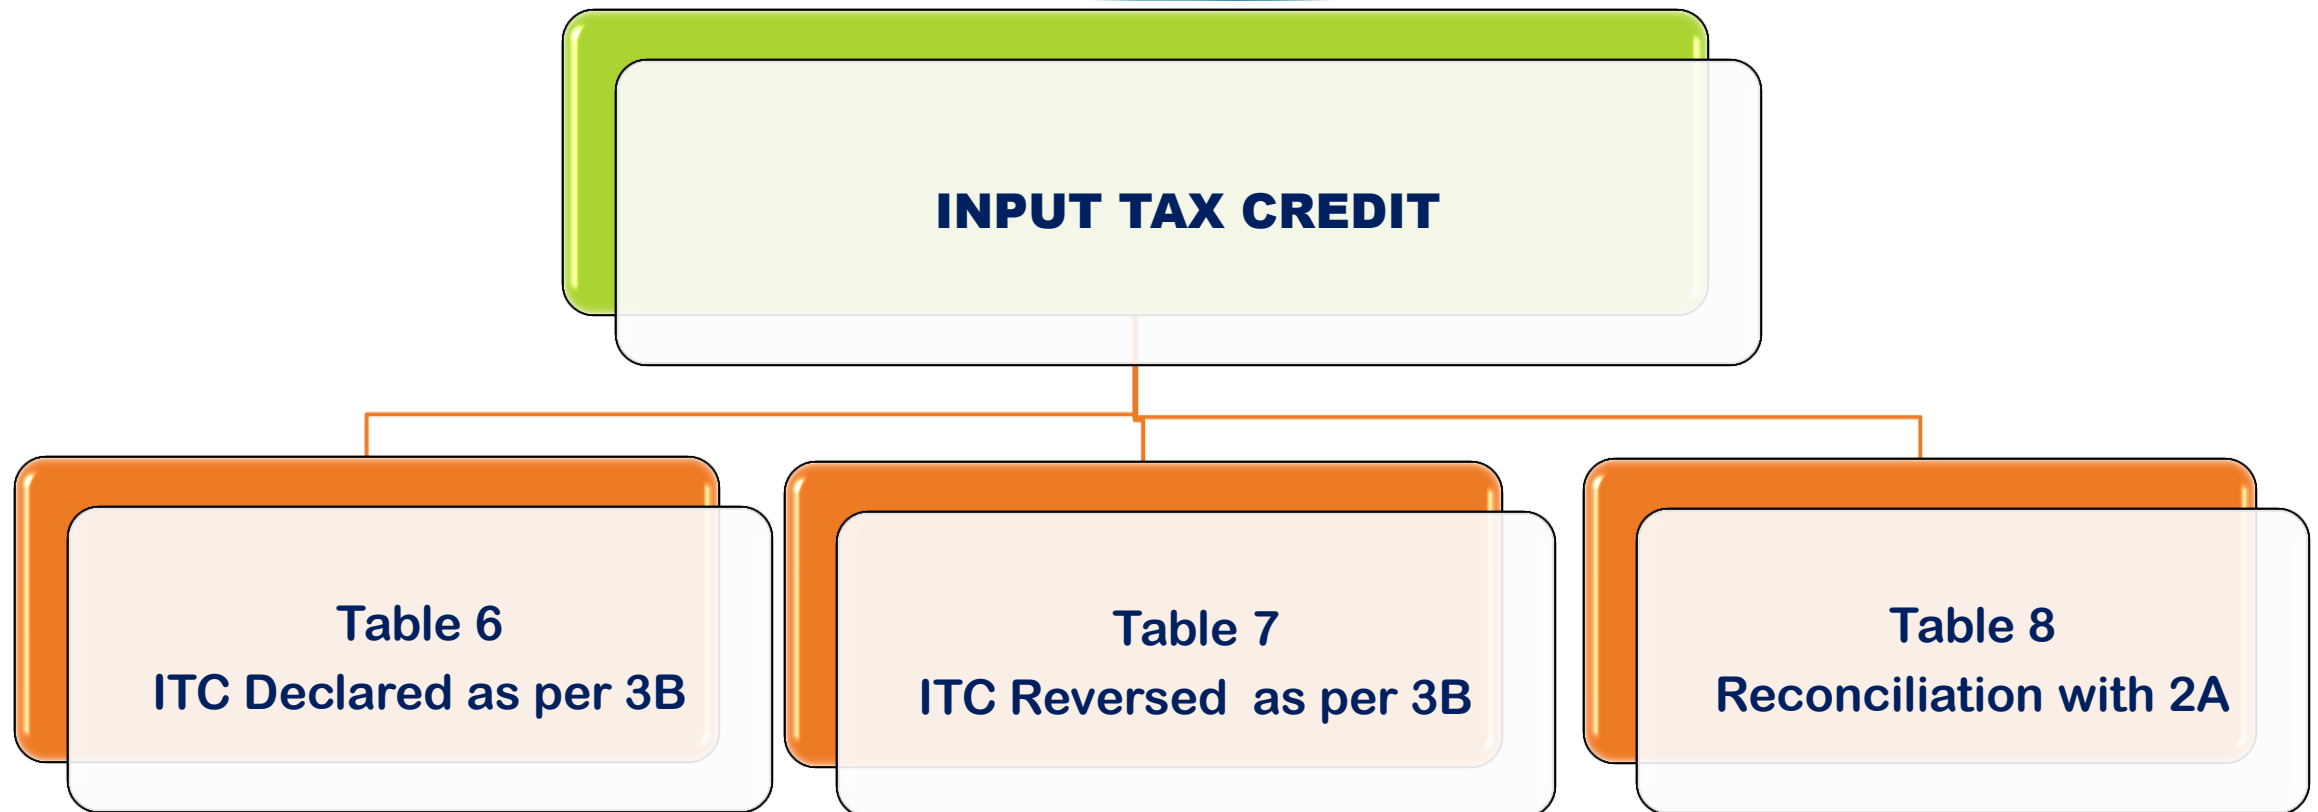 INPUT TAX CREDIT
Table 6
ITC Declared as per 3B
Table 7
ITC Reversed  as per 3B
Table 8
Reconciliation with 2A